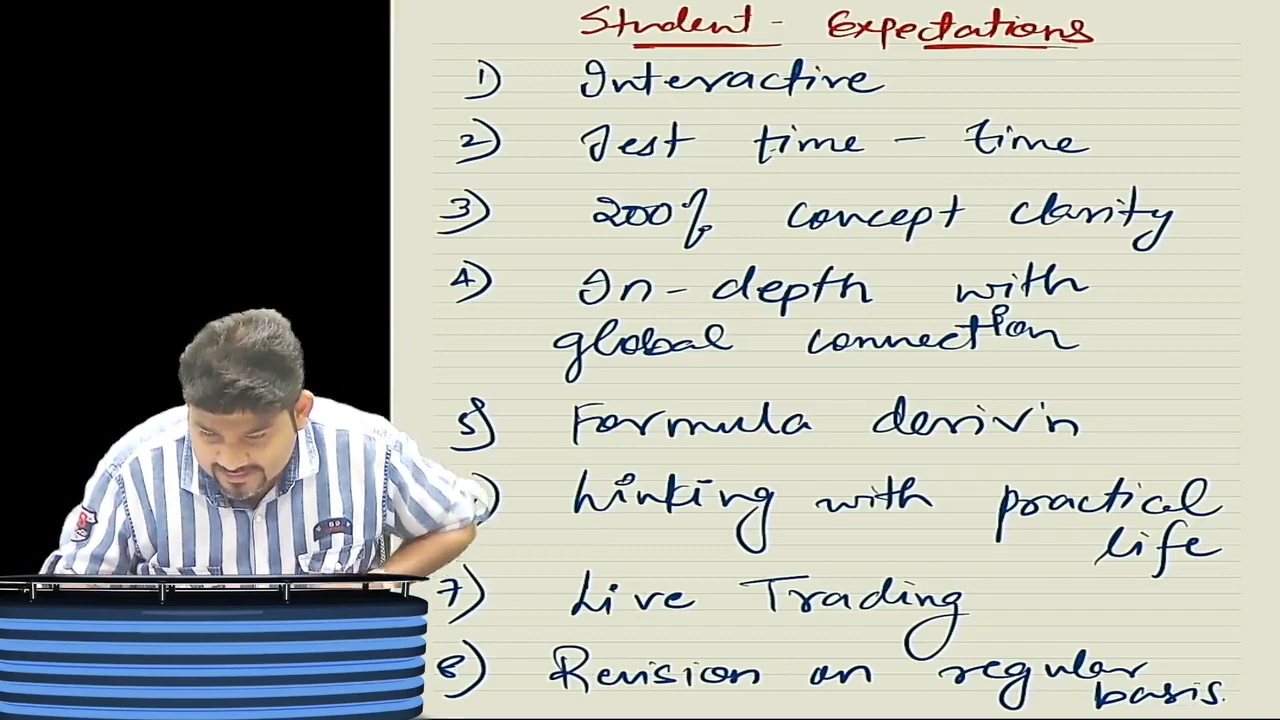 Student - Expectations
1) Interactive
2) Test time - time
3) 200% concept clarity
4) In-depth with
global connection
5) Formula deriv'n
) Linking with practical
life
7) Live Trading
8) Revision on regular
basis.